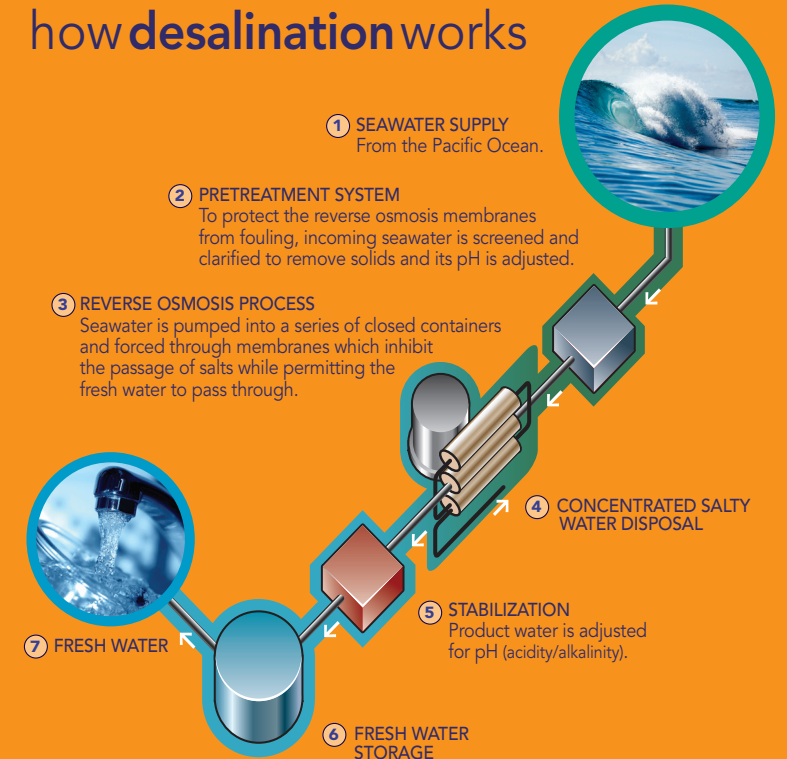 how desalination works
1 SEAWATER SUPPLY
From the Pacific Ocean.
2 PRETREATMENT SYSTEM
To protect the reverse osmosis membranes
from fouling, incoming seawater is screened and
clarified to remove solids and its pH is adjusted.
3 REVERSE OSMOSIS PROCESS
Seawater is pumped into a series of closed containers
and forced through membranes which inhibit
the passage of salts while permitting the
fresh water to pass through.
4 CONCENTRATED SALTY
WATER DISPOSAL
5 STABILIZATION
Product water is adjusted
for pH (acidity/alkalinity).
6 FRESH WATER
STORAGE
7 FRESH WATER